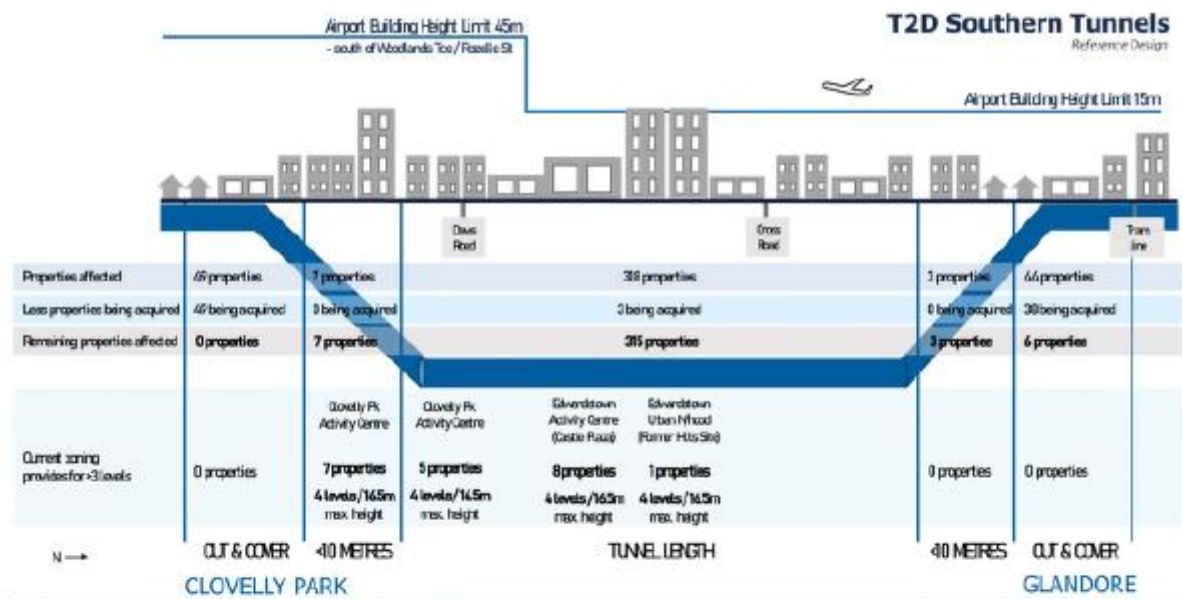 T2D Southern Tunnels
Reference Design
Airport Building Height Limit 45m
- south of Woodlands Tce / Raselle St
Airport Building Height Limit 15m
Daws
Road
Cross
Road
Tram
line
Properties affected
properties
7 properties
318 properties
3 properties
44 properties
Less properties being acquired
being acquired
0 being acquired
3 being acquired
0 being acquired
38 being acquired
Remaining properties affected
0 properties
7 properties
315 properties
3 properties
6 properties
Clovelly Pk
Activity Centre
Clovelly Pk
Activity Centre
Edwardstown
Activity Centre
(Castle Plaza)
Edwardstown
Urban N/hood
(Former Hills Site)
Current zoning
provides for >3 levels
0 properties
7 properties
5 properties
8 properties
1 properties
0 properties
0 properties
4 levels/16.5m
max. height
4 levels/16.5m
max. height
4 levels/16.5m
max. height
4 levels/16.5m
max. height
N
CUT & COVER
<10 METRES
TUNNEL LENGTH
<10 METRES
CUT & COVER
CLOVELLY PARK
GLANDORE